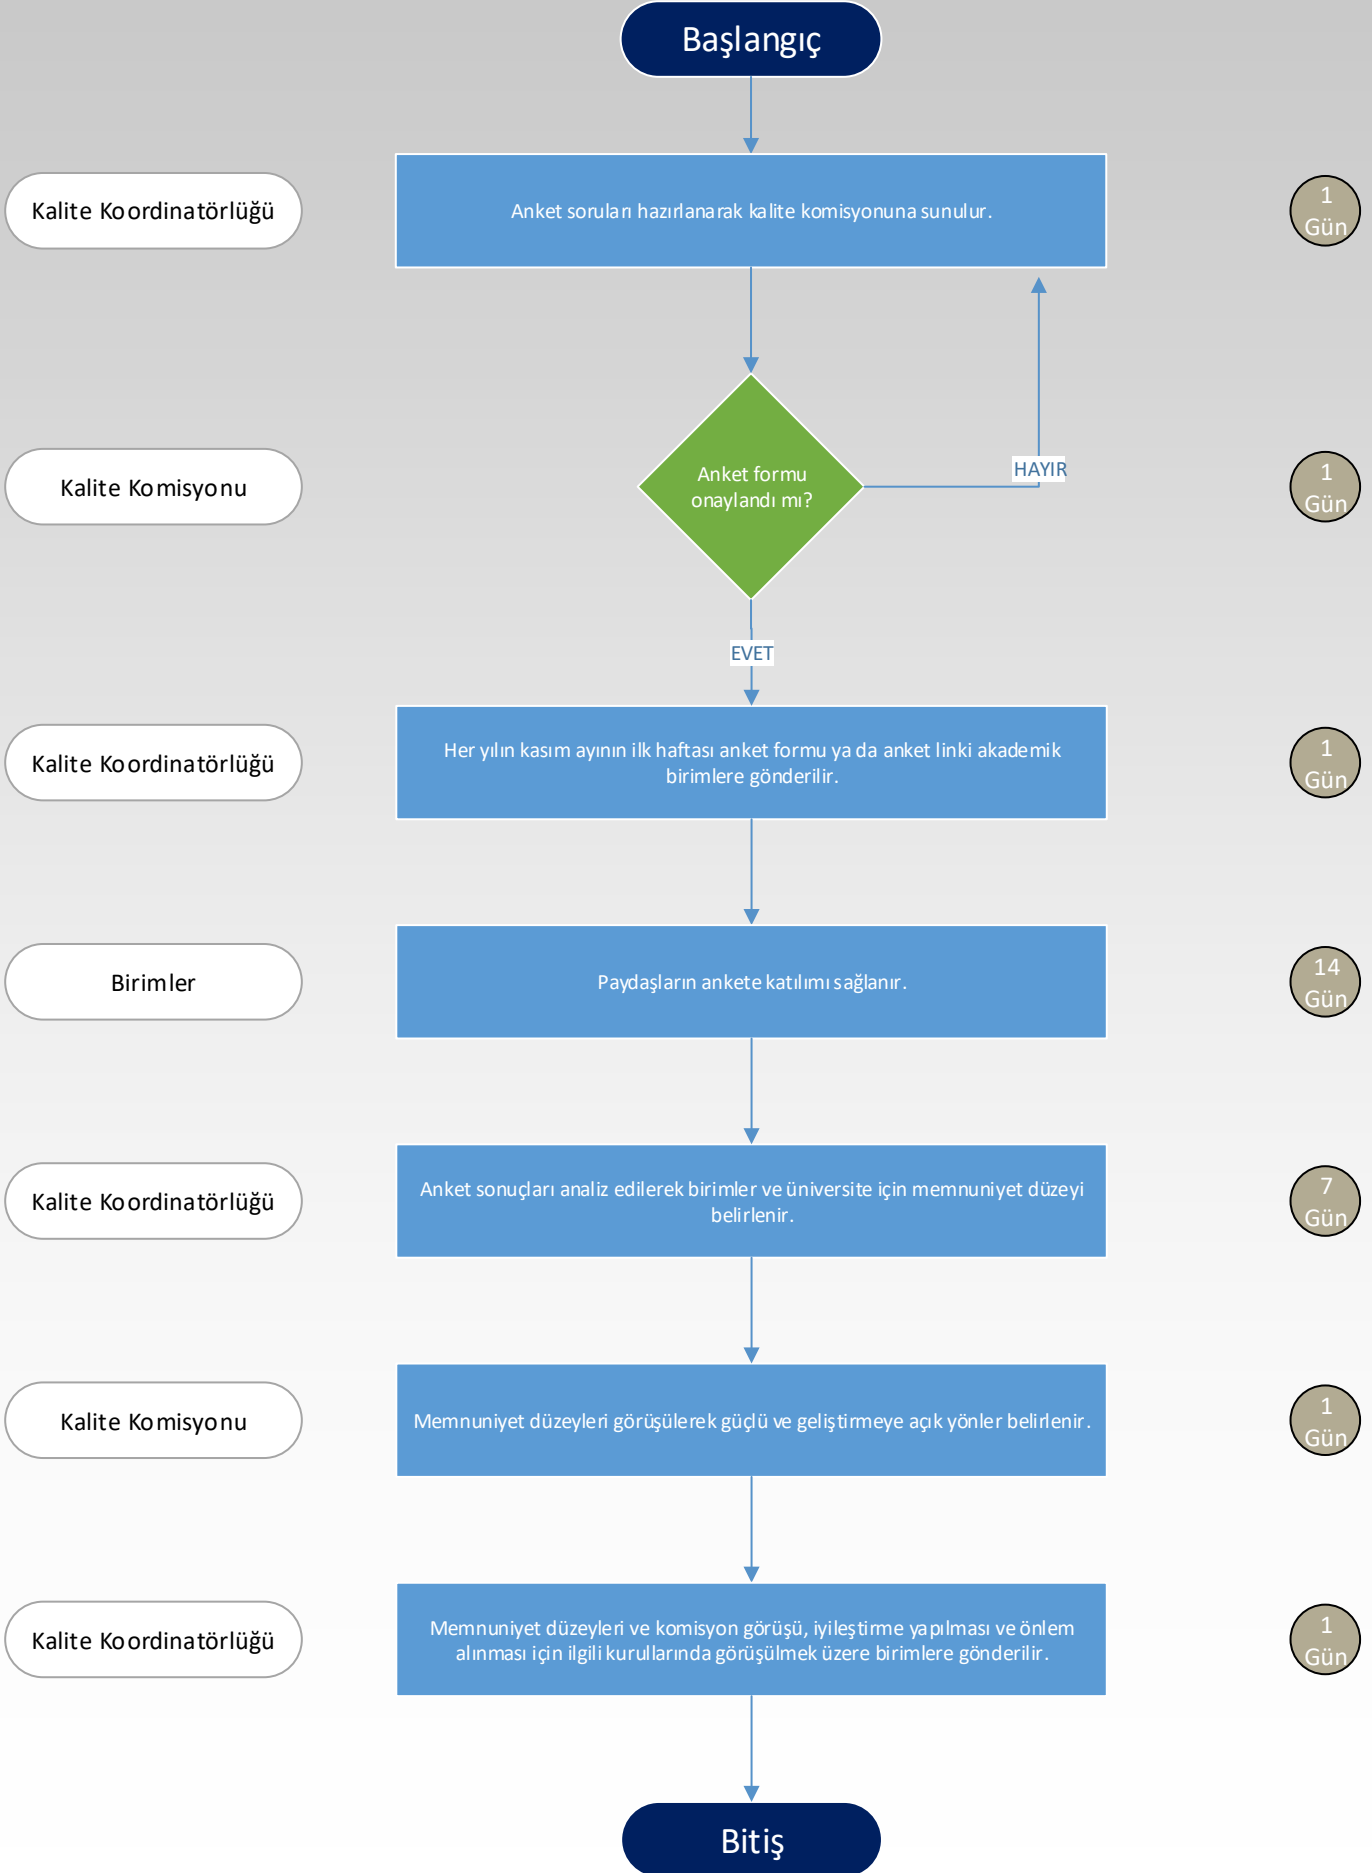 Başlangıç
Kalite Koordinatörlüğü
Anket soruları hazırlanarak kalite komisyonuna sunulur.
1
Gün
Kalite Komisyonu
Anket formu
onaylandı mı?
HAYIR
1
Gün
EVET
Kalite Koordinatörlüğü
Her yılın kasım ayının ilk haftası anket formu ya da anket linki akademik
birimlere gönderilir.
1
Gün
Birimler
Paydaşların ankete katılımı sağlanır.
14
Gün
Kalite Koordinatörlüğü
Anket sonuçları analiz edilerek birimler ve üniversite için memnuniyet düzeyi
belirlenir.
7
Gün
Kalite Komisyonu
Memnuniyet düzeyleri görüşülerek güçlü ve geliştirmeye açık yönler belirlenir.
1
Gün
Kalite Koordinatörlüğü
Memnuniyet düzeyleri ve komisyon görüşü, iyileştirme yapılması ve önlem
alınması için ilgili kurullarında görüşülmek üzere birimlere gönderilir.
1
Gün
Bitiş